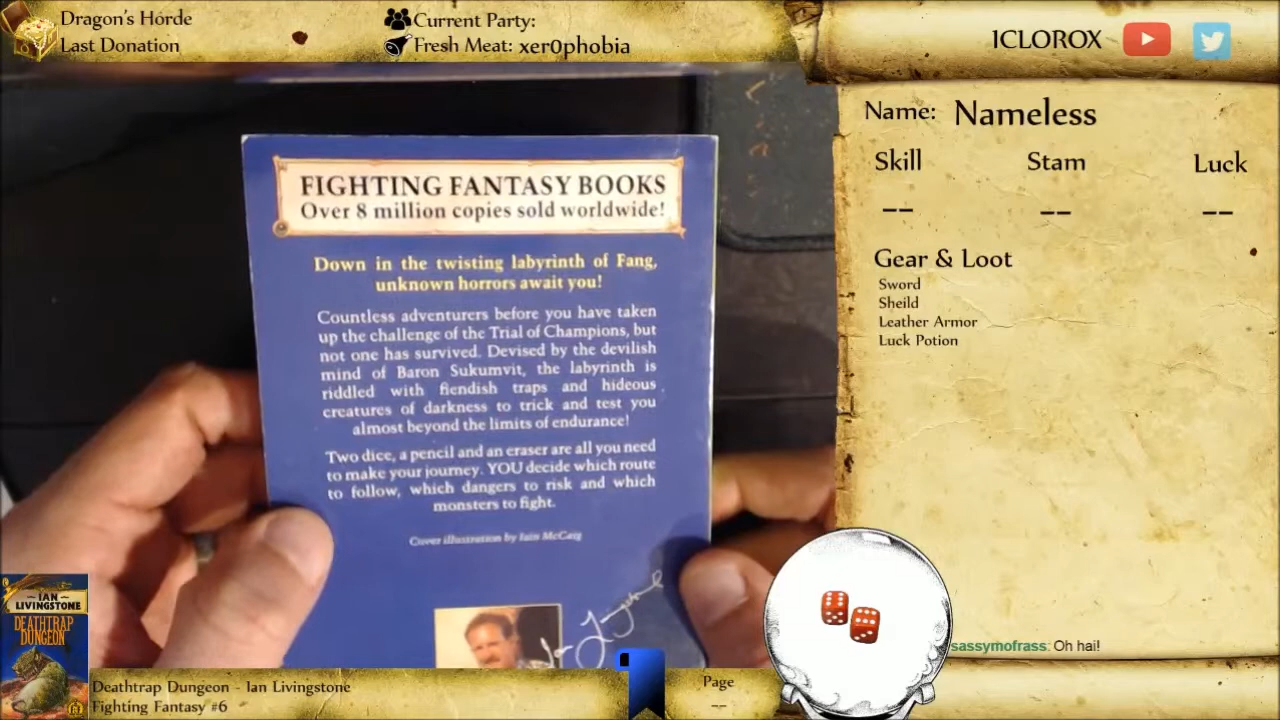 Dragon's Horde
Last Donation
Current Party:
Fresh Meat: xer0phobia
ICLOROX
Name: Nameless
Skill Stam Luck
-- -- --
Gear & Loot
Sword
Sheild
Leather Armor
Luck Potion
FIGHTING FANTASY BOOKS
Over 8 million copies sold worldwide!
Down in the twisting labyrinth of Fang,
unknown horrors await you!
Countless adventurers before you have taken
up the challenge of the Trial of Champions, but
not one has survived. Devised by the devilish
mind of Baron Sukumvit, the labyrinth is
riddled with fiendish traps and hideous
creatures of darkness to trick and test you
almost beyond the limits of endurance!
Two dice, a pencil and an eraser are all you need
to make your journey. YOU decide which route
to follow, which dangers to risk and which
monsters to fight.
Cover illustration by Iain McCaig
Ian Livingstone
IAN
LIVINGSTONE
DEATHTRAP
DUNGEON
sassymofrass: Oh hai!
Deathtrap Dungeon - Ian Livingstone
Fighting Fantasy #6
Page
--